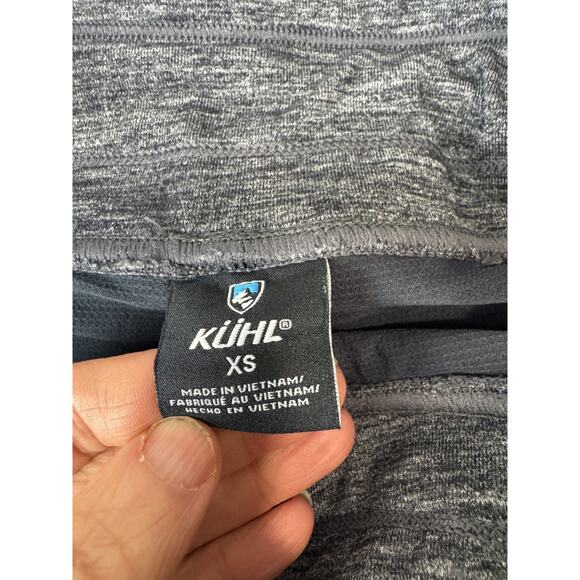 KÜHL®
XS
MADE IN VIETNAM/
FABRIQUÉ AU VIETNAM/
HECHO EN VIETNAM